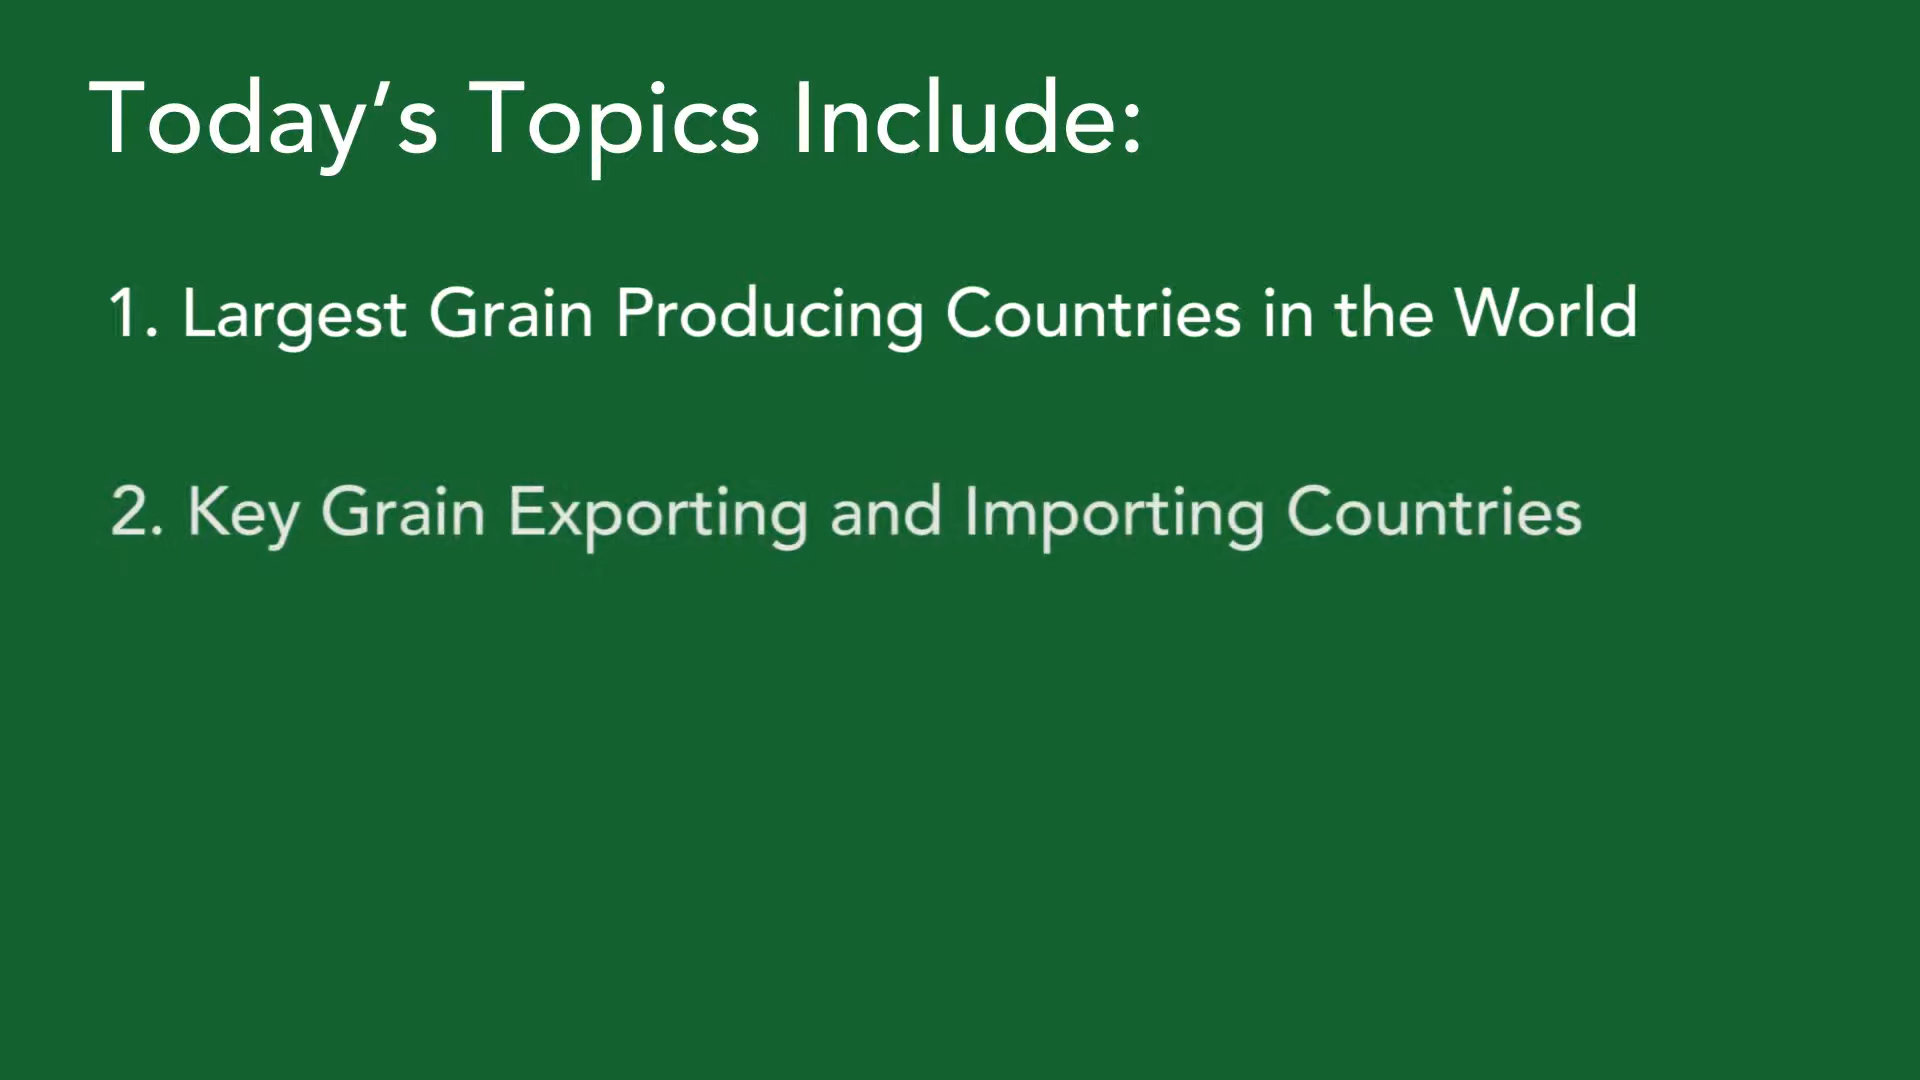 Today’s Topics Include:
1. Largest Grain Producing Countries in the World
2. Key Grain Exporting and Importing Countries